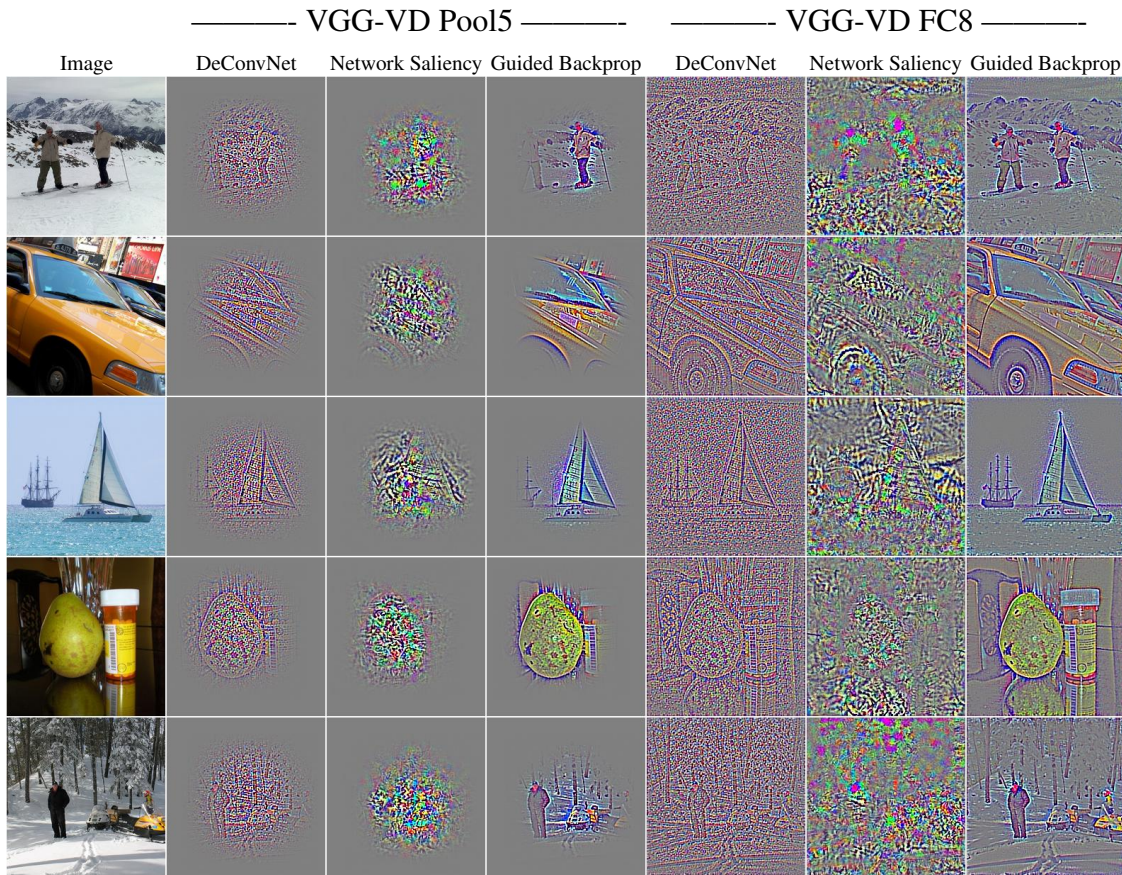 ————- VGG-VD Pool5 ————- ————- VGG-VD FC8 ————-
Image DeConvNet Network Saliency Guided Backprop DeConvNet Network Saliency Guided Backprop